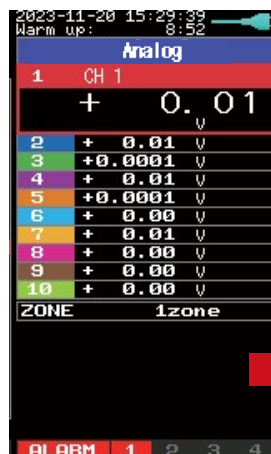 2023-11-20 15:29:39
Warm up: 8:52
Analog
1 CH 1
+ 0.01
V
2 + 0.01 V
3 +0.0001 V
4 + 0.01 V
5 +0.0001 V
6 + 0.00 V
7 + 0.01 V
8 + 0.00 V
9 + 0.00 V
10 + 0.00 V
ZONE 1zone
ALARM 1 2 3 4